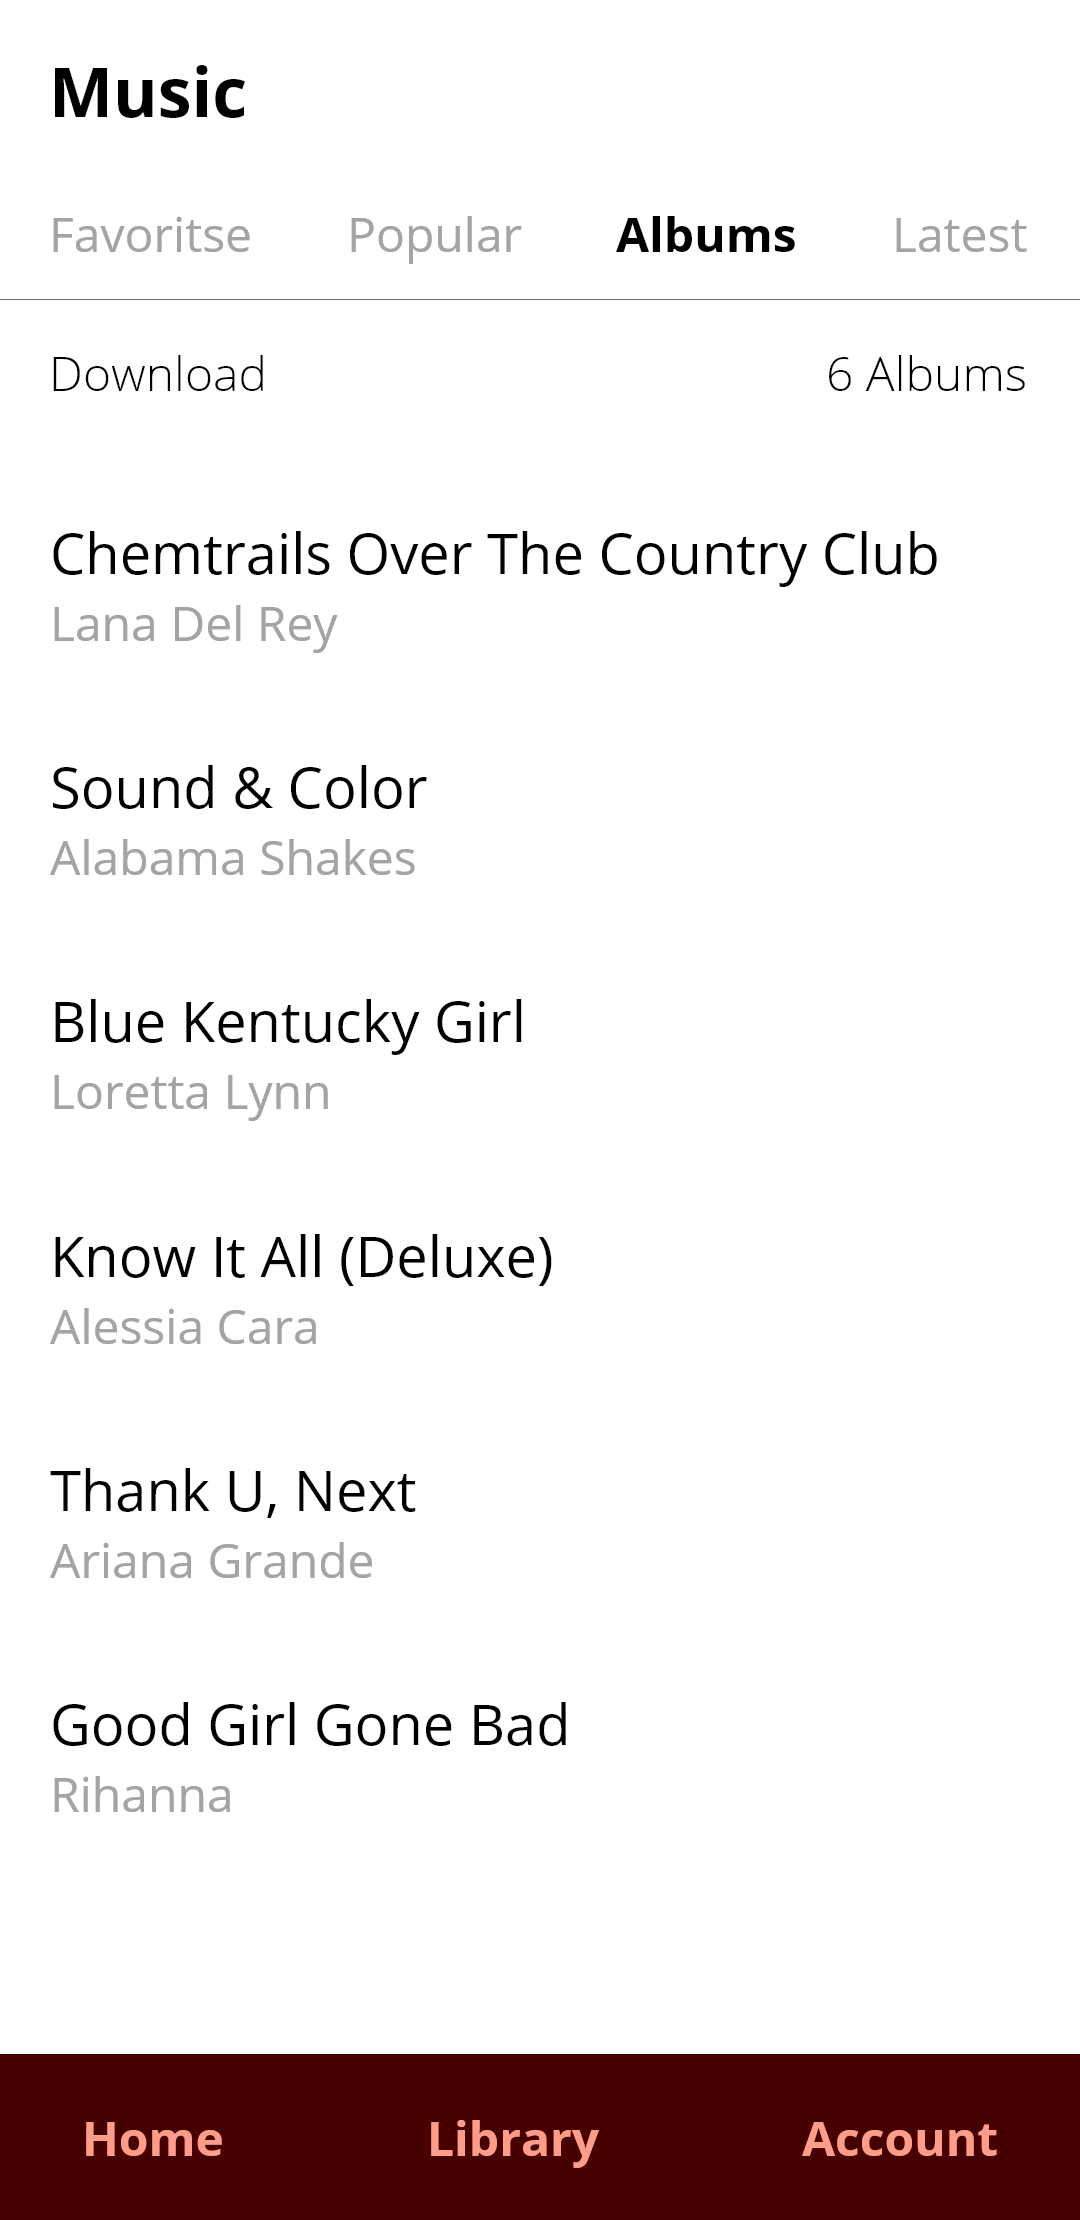 Music
Favoritse Popular Albums Latest
Download 6 Albums
Chemtrails Over The Country Club
Lana Del Rey
Sound & Color
Alabama Shakes
Blue Kentucky Girl
Loretta Lynn
Know It All (Deluxe)
Alessia Cara
Thank U, Next
Ariana Grande
Good Girl Gone Bad
Rihanna
Home Library Account